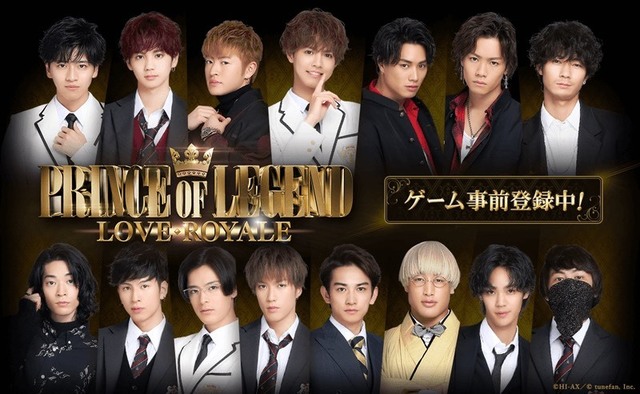 PRINCE OF LEGEND
LOVE♦ROYALE
ゲーム事前登録中!
©HI-AX/© tunefan, Inc.